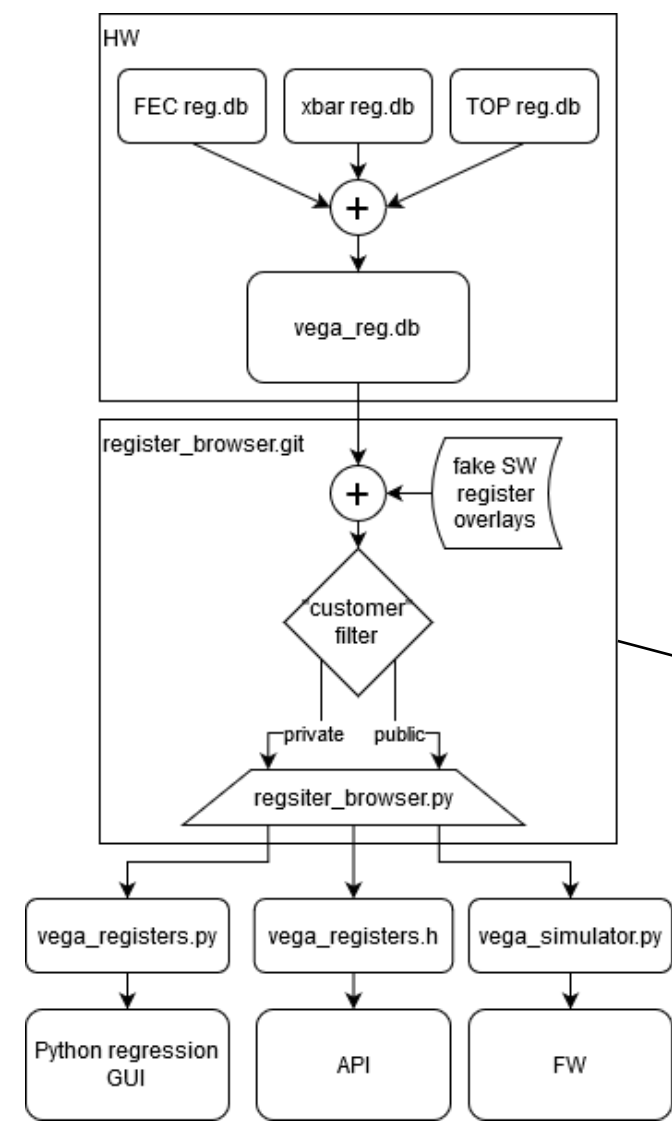 HW
FEC reg.db
xbar reg.db
TOP reg.db
+
vega_reg.db
register_browser.git
+
fake SW
register
overlays
"customer"
filter
private
public
regsiter_browser.py
vega_registers.py
vega_registers.h
vega_simulator.py
Python regression
GUI
API
FW